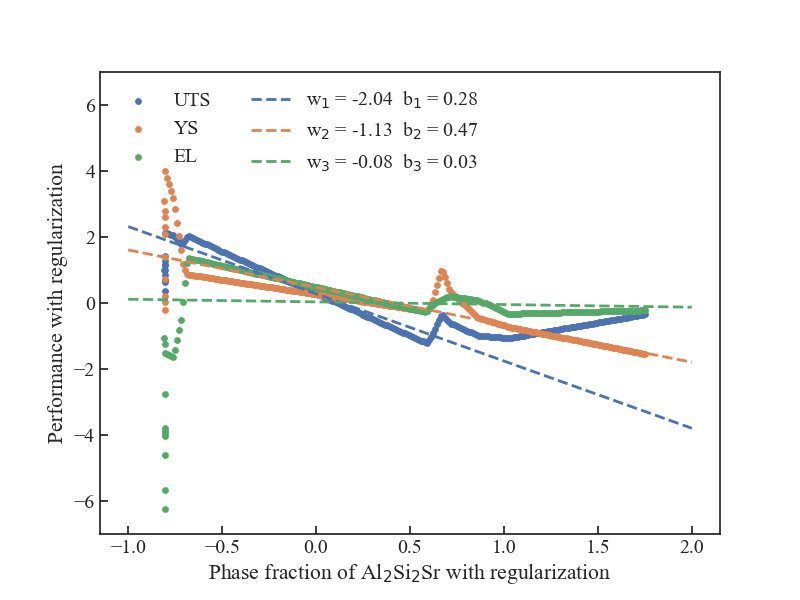 UTS w₁ = -2.04 b₁ = 0.28
YS w₂ = -1.13 b₂ = 0.47
EL w₃ = -0.08 b₃ = 0.03
6
4
2
0
−2
−4
−6
Performance with regularization
−1.0 −0.5 0.0 0.5 1.0 1.5 2.0
Phase fraction of Al₂Si₂Sr with regularization